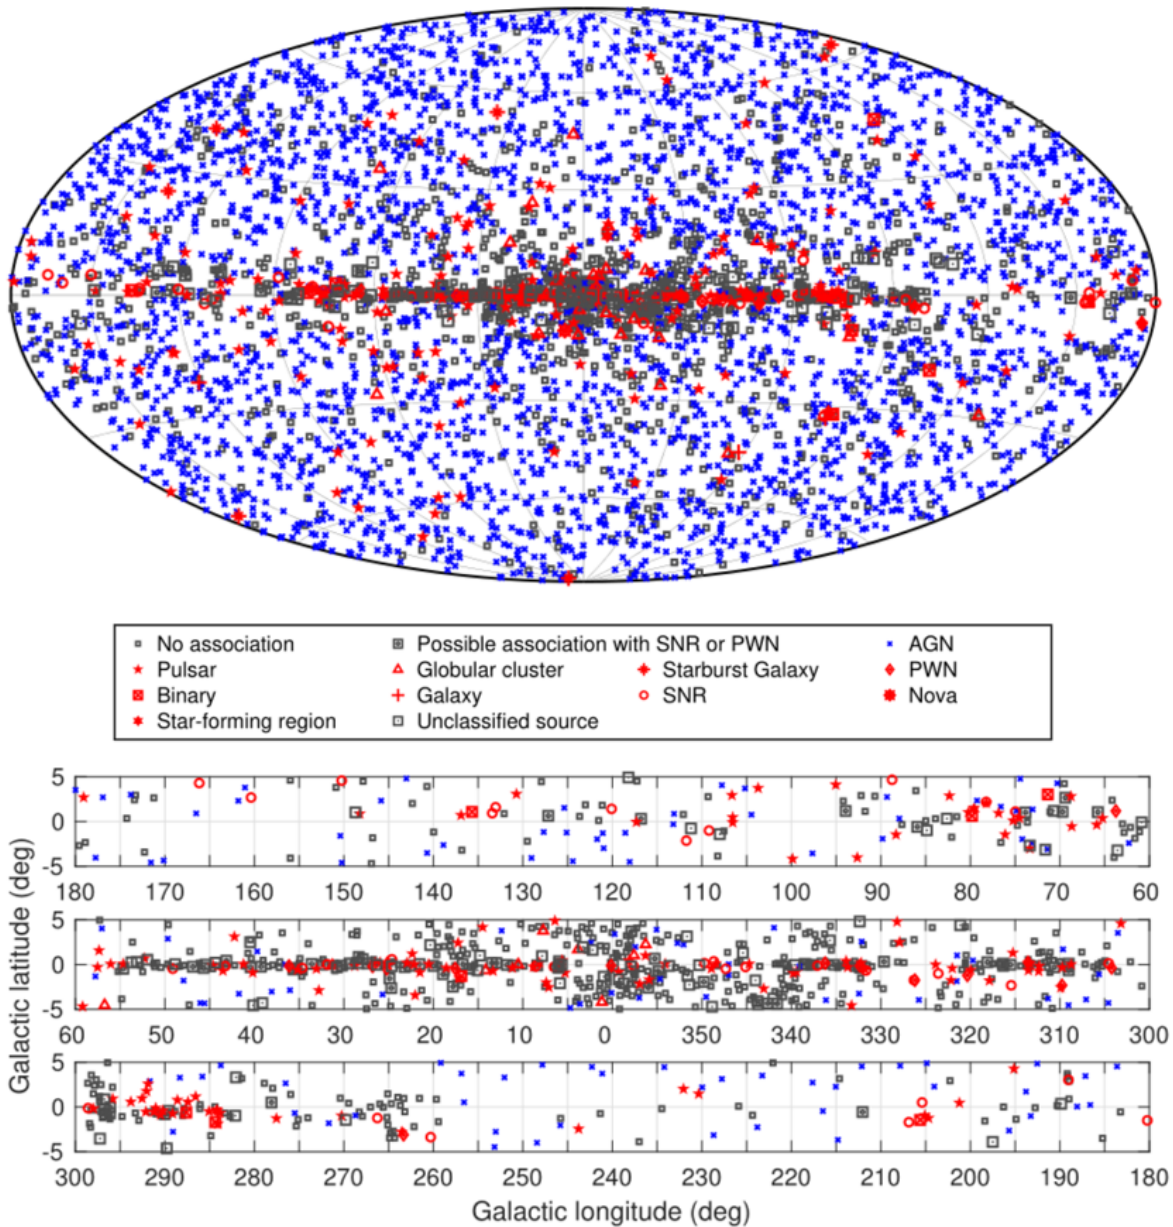 No association Possible association with SNR or PWN AGN
Pulsar Globular cluster Starburst Galaxy PWN
Binary Galaxy SNR Nova
Star-forming region Unclassified source
Galactic latitude (deg)
5
0
-5
180 170 160 150 140 130 120 110 100 90 80 70 60
5
0
-5
60 50 40 30 20 10 0 350 340 330 320 310 300
5
0
-5
300 290 280 270 260 250 240 230 220 210 200 190 180
Galactic longitude (deg)